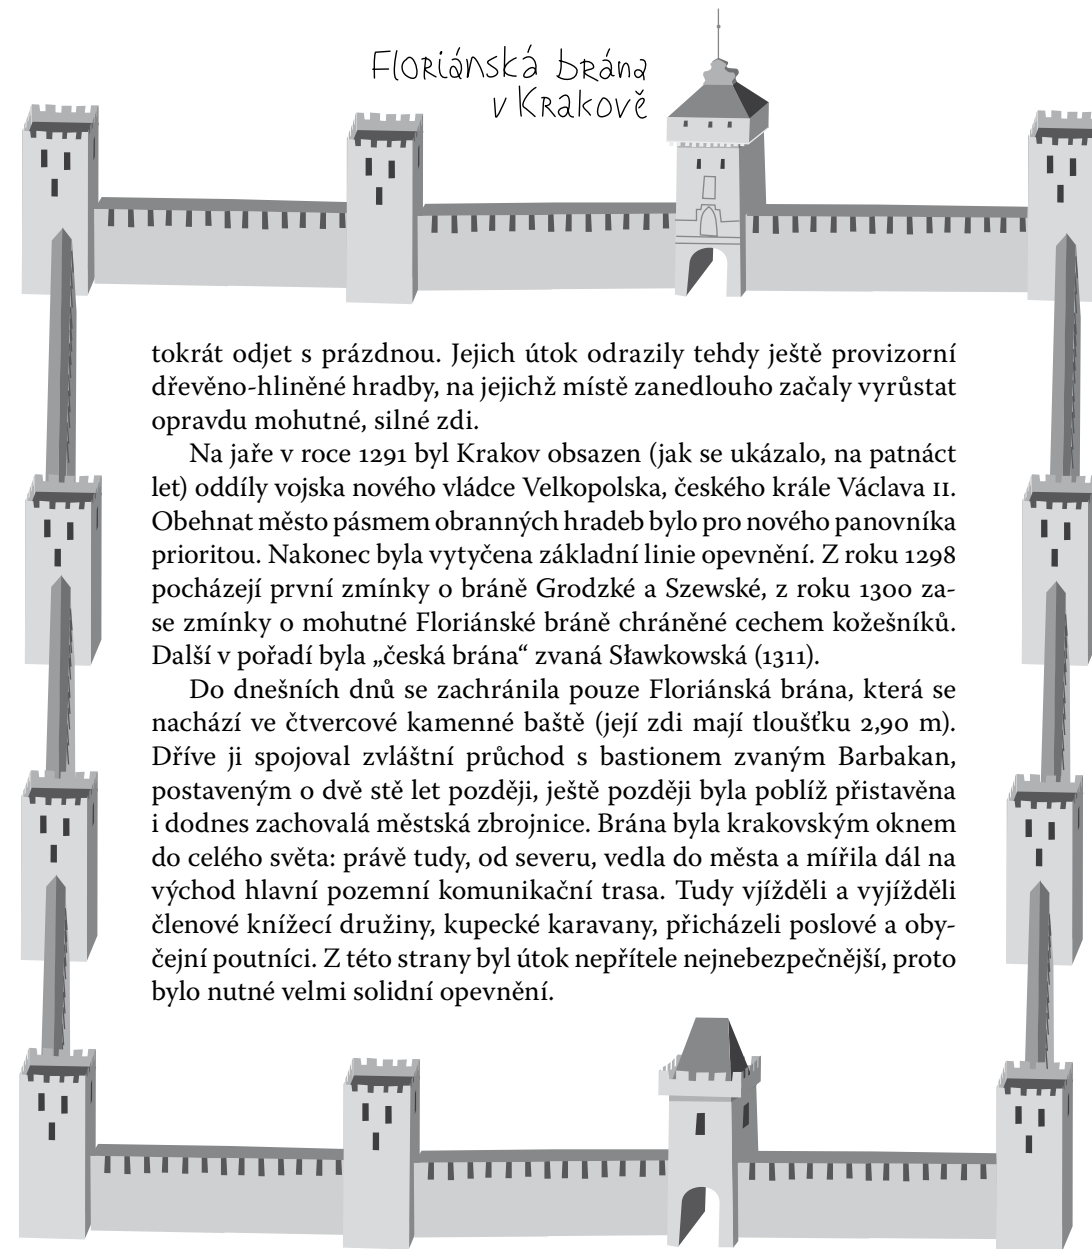 Floriánská brána
v Krakově
tokrát odjet s prázdnou. Jejich útok odrazily tehdy ještě provizorní
dřevěno-hliněné hradby, na jejichž místě zanedlouho začaly vyrůstat
opravdu mohutné, silné zdi.
Na jaře v roce 1291 byl Krakov obsazen (jak se ukázalo, na patnáct
let) oddíly vojska nového vládce Velkopolska, českého krále Václava II.
Obehnat město pásmem obranných hradeb bylo pro nového panovníka
prioritou. Nakonec byla vytyčena základní linie opevnění. Z roku 1298
pocházejí první zmínky o bráně Grodzké a Szewské, z roku 1300 za-
se zmínky o mohutné Floriánské bráně chráněné cechem kožešníků.
Další v pořadí byla „česká brána“ zvaná Sławkowská (1311).
Do dnešních dnů se zachránila pouze Floriánská brána, která se
nachází ve čtvercové kamenné baště (její zdi mají tloušťku 2,90 m).
Dříve ji spojoval zvláštní průchod s bastionem zvaným Barbakan,
postaveným o dvě stě let později, ještě později byla poblíž přistavěna
i dodnes zachovalá městská zbrojnice. Brána byla krakovským oknem
do celého světa: právě tudy, od severu, vedla do města a mířila dál na
východ hlavní pozemní komunikační trasa. Tudy vjížděli a vyjížděli
členové knížecí družiny, kupecké karavany, přicházeli poslové a oby-
čejní poutníci. Z této strany byl útok nepřítele nejnebezpečnější, proto
bylo nutné velmi solidní opevnění.